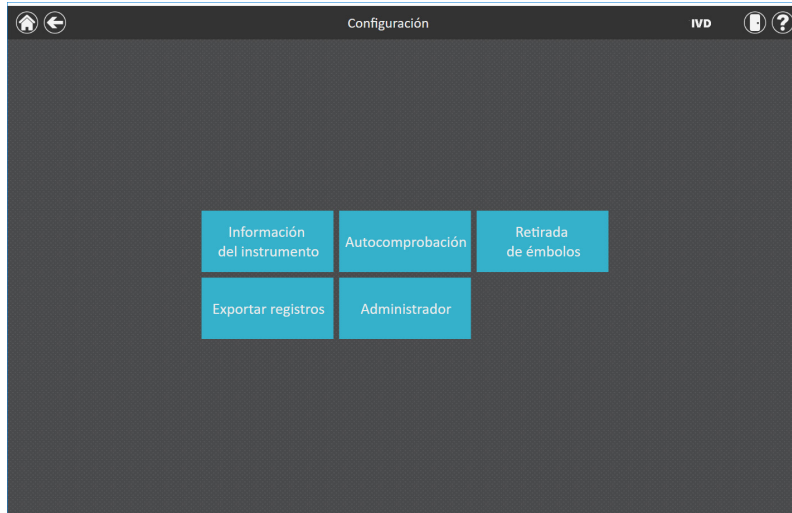 Configuración
IVD
?
Información
del instrumento
Autocomprobación
Retirada
de émbolos
Exportar registros
Administrador